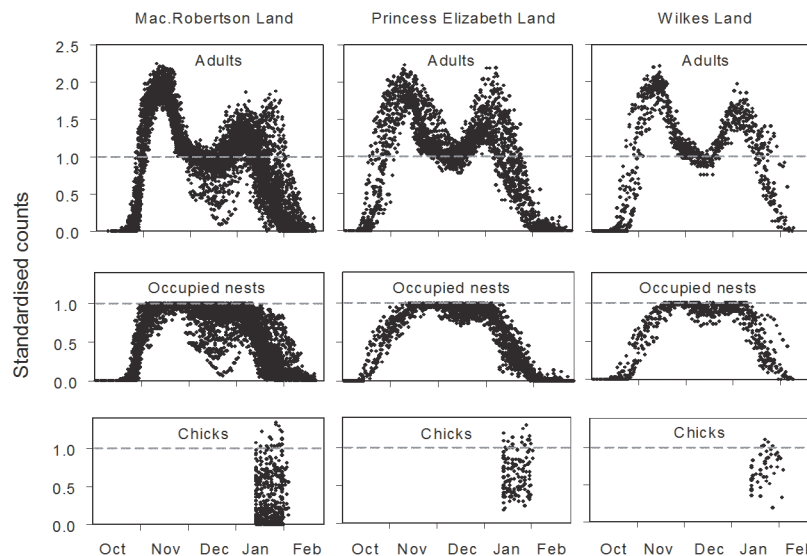 Mac.Robertson Land Princess Elizabeth Land Wilkes Land
Standardised counts
2.5
2.0
1.5
1.0
0.5
0.0
Adults Adults Adults
1.0
0.5
0.0
Occupied nests Occupied nests Occupied nests
1.0
0.5
0.0
Chicks Chicks Chicks
Oct Nov Dec Jan Feb Oct Nov Dec Jan Feb Oct Nov Dec Jan Feb